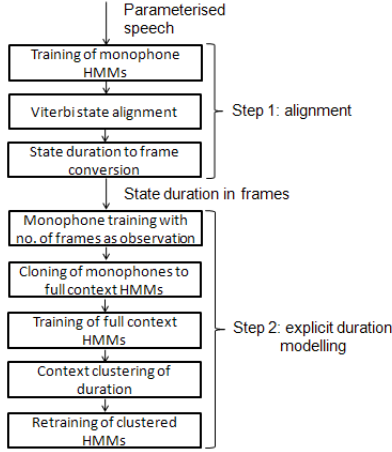 Parameterised
speech
Training of monophone
HMMs
Viterbi state alignment
State duration to frame
conversion
Step 1: alignment
State duration in frames
Monophone training with
no. of frames as observation
Cloning of monophones to
full context HMMs
Training of full context
HMMs
Context clustering of
duration
Retraining of clustered
HMMs
Step 2: explicit duration
modelling